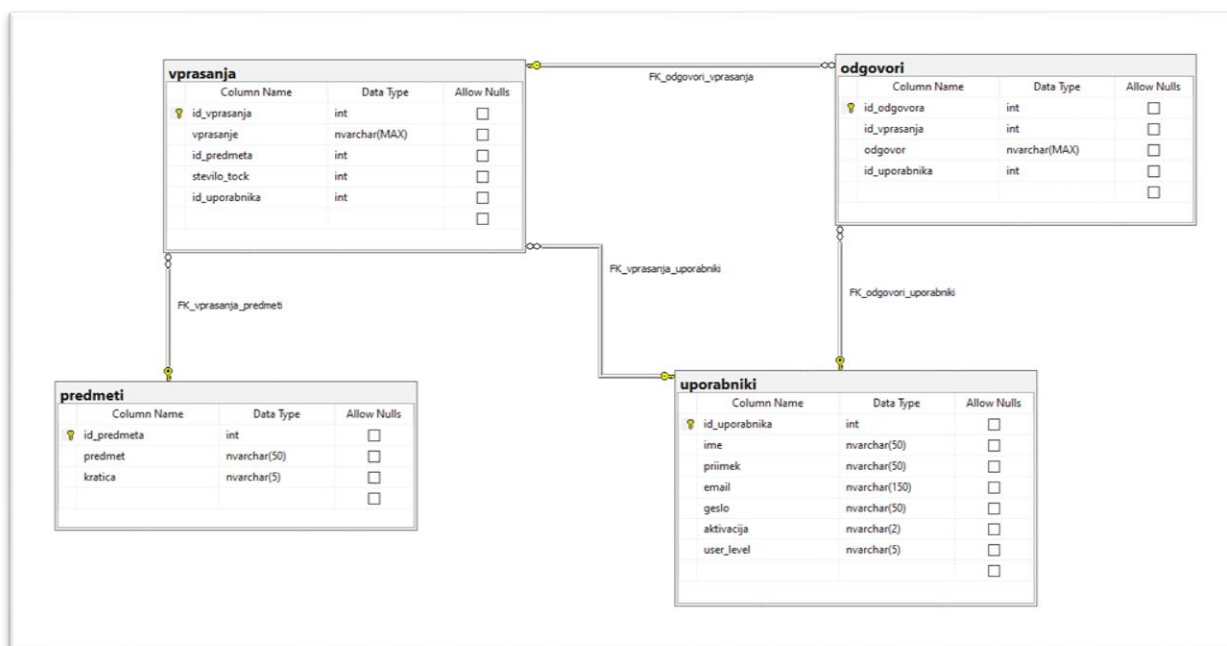 vprasanja
Column Name Data Type Allow Nulls
id_vprasanja int
vprasanje nvarchar(MAX)
id_predmeta int
stevilo_tock int
id_uporabnika int
FK_odgovori_vprasanja
odgovori
Column Name Data Type Allow Nulls
id_odgovora int
id_vprasanja int
odgovor nvarchar(MAX)
id_uporabnika int
FK_vprasanja_uporabniki
FK_odgovori_uporabniki
FK_vprasanja_predmeti
predmeti
Column Name Data Type Allow Nulls
id_predmeta int
predmet nvarchar(50)
kratica nvarchar(5)
uporabniki
Column Name Data Type Allow Nulls
id_uporabnika int
ime nvarchar(50)
priimek nvarchar(50)
email nvarchar(150)
geslo nvarchar(50)
aktivacija nvarchar(2)
user_level nvarchar(5)